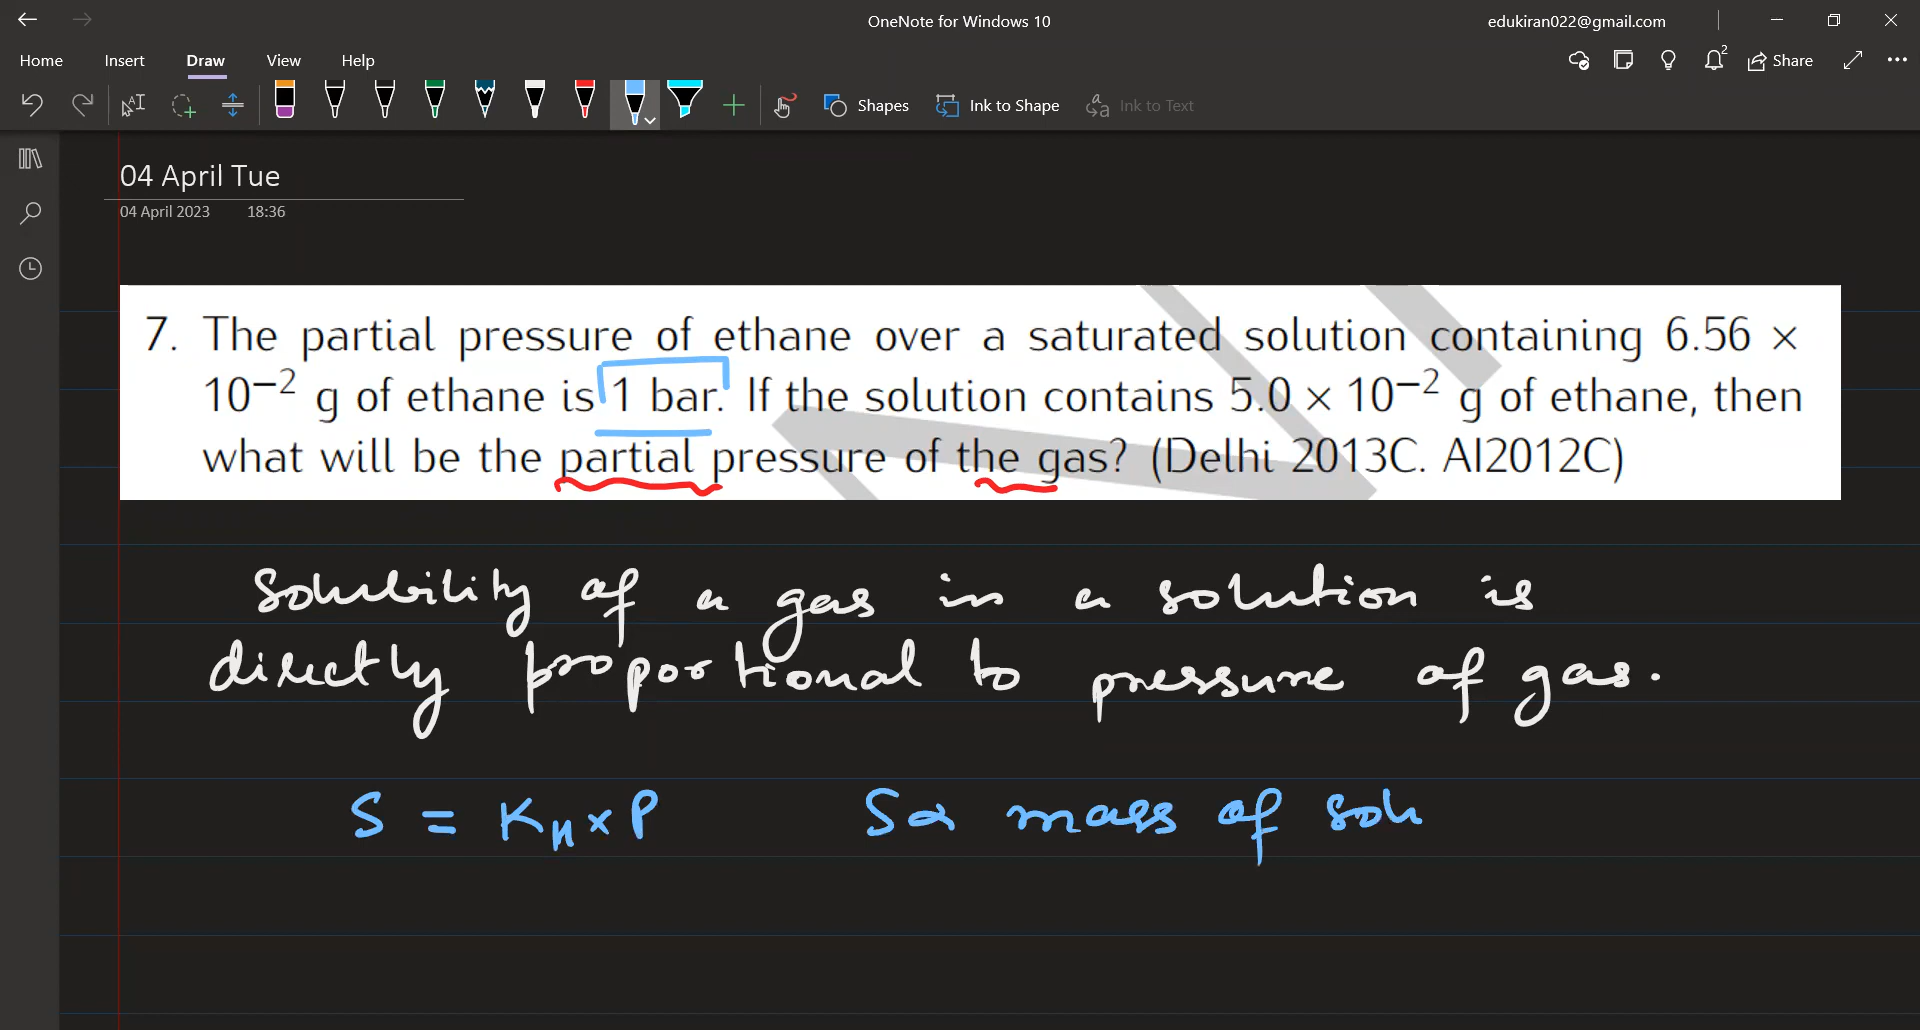 OneNote for Windows 10
edukiran022@gmail.com
Home Insert Draw View Help
2
Share
Shapes
Ink to Shape
Ink to Text
04 April Tue
04 April 2023 18:36
7. The partial pressure of ethane over a saturated solution containing 6.56 ×
10⁻² g of ethane is 1 bar. If the solution contains 5.0 × 10⁻² g of ethane, then
what will be the partial pressure of the gas? (Delhi 2013C. AI2012C)
Solubility of a gas in a solution is
directly proportional to pressure of gas.
S = K_H × P
S α mass of soln